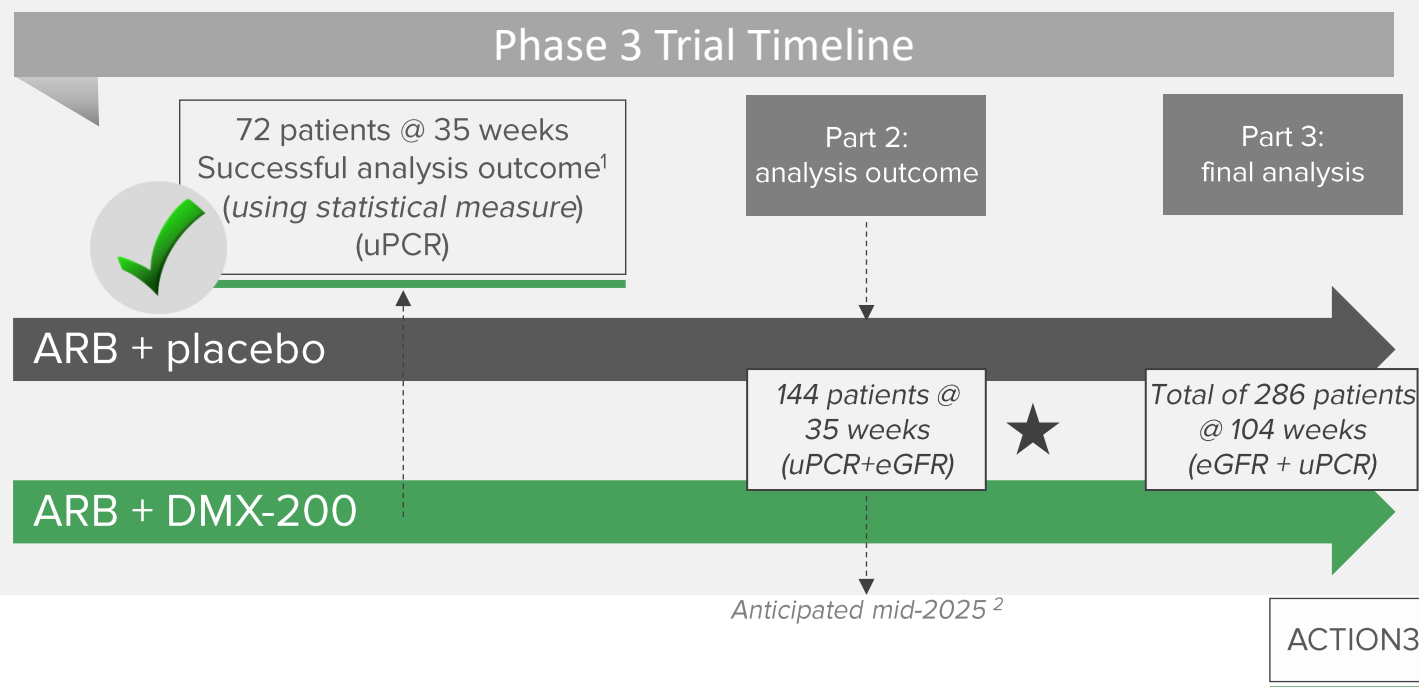 Phase 3 Trial Timeline
72 patients @ 35 weeks
Successful analysis outcome¹
(using statistical measure)
(uPCR)
Part 2:
analysis outcome
Part 3:
final analysis
ARB + placebo
144 patients @
35 weeks
(uPCR+eGFR)
Total of 286 patients
@ 104 weeks
(eGFR + uPCR)
ARB + DMX-200
Anticipated mid-2025 ²
ACTION3